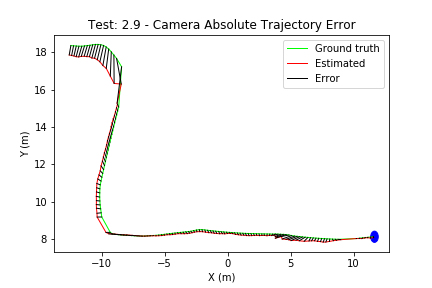 Test: 2.9 - Camera Absolute Trajectory Error
Ground truth
Estimated
Error
Y (m)
18
16
14
12
10
8
−10
−5
0
5
10
X (m)